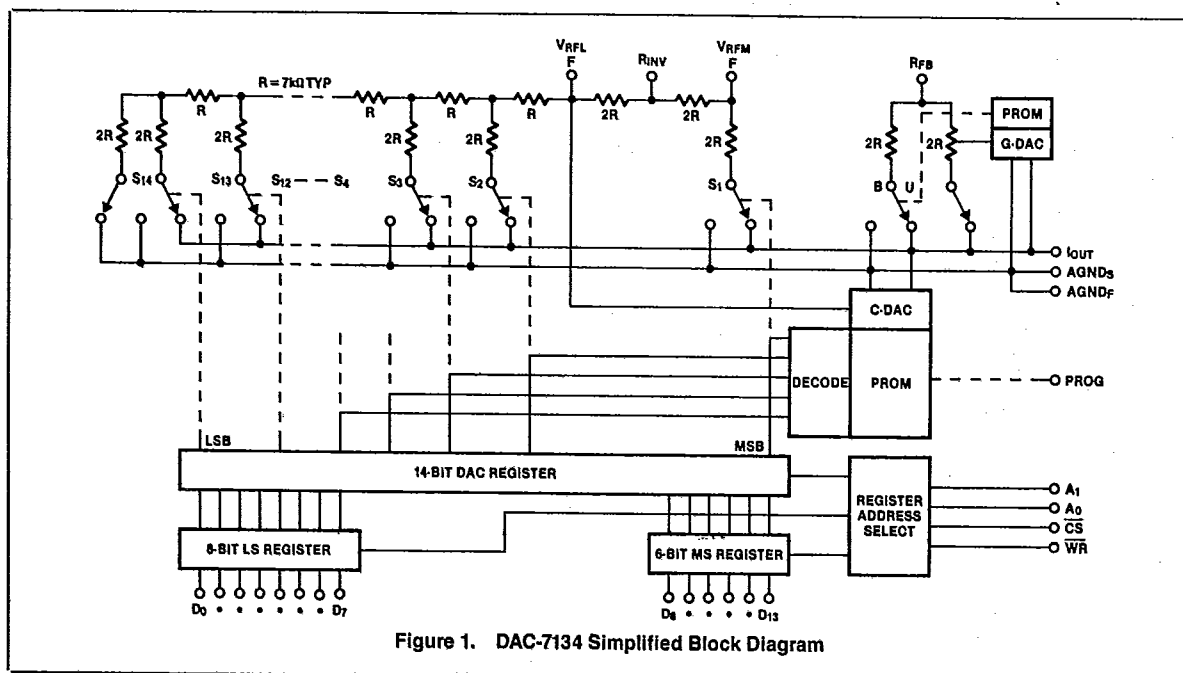 VRFL F RINV VRFM F RFB
R = 7kΩ TYP
R R R R 2R 2R
PROM
G-DAC
2R 2R 2R 2R 2R 2R 2R 2R
S14 S13 S12 --- S4 S3 S2 S1 B U
IOUT
AGNDS
AGNDF
C-DAC
DECODE PROM PROG
LSB MSB
14-BIT DAC REGISTER
REGISTER ADDRESS SELECT
A1
A0
C̅S̅
W̅R̅
8-BIT LS REGISTER 6-BIT MS REGISTER
D0 • • • • • • D7 D8 • • • • D13
Figure 1. DAC-7134 Simplified Block Diagram